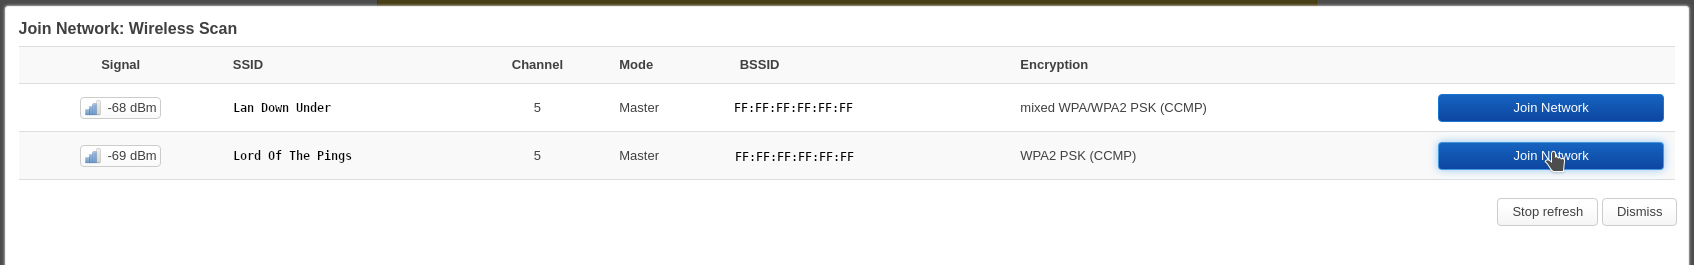 Join Network: Wireless Scan
Signal SSID Channel Mode BSSID Encryption
-68 dBm Lan Down Under 5 Master FF:FF:FF:FF:FF:FF mixed WPA/WPA2 PSK (CCMP) Join Network
-69 dBm Lord Of The Pings 5 Master FF:FF:FF:FF:FF:FF WPA2 PSK (CCMP) Join Network
Stop refresh Dismiss